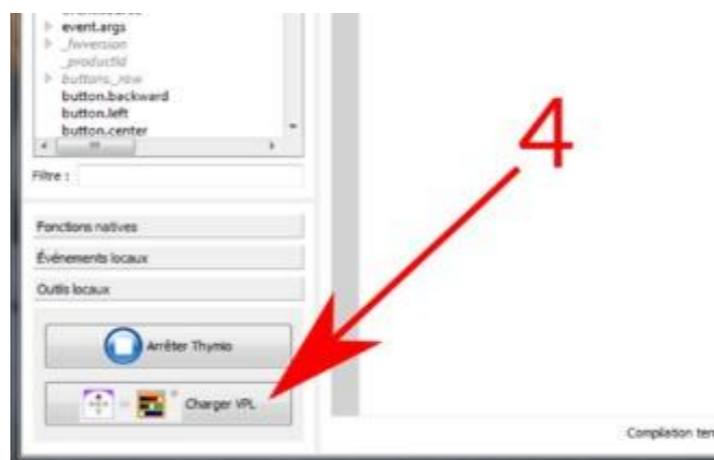 event.args
_fwversion
_productId
buttons_raw
button.backward
button.left
button.center
Filtre :
4
Fonctions natives
Événements locaux
Outils locaux
Arrêter Thymio
Charger VPL
Compilation ter